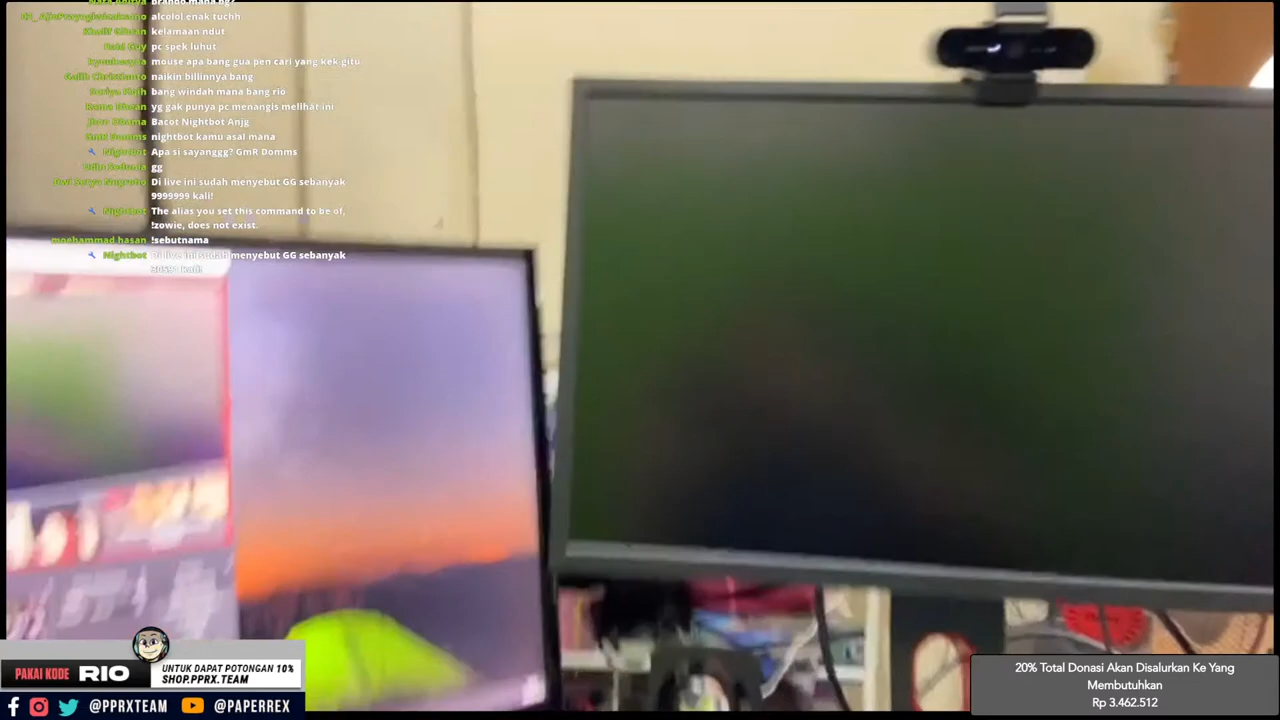 alcolol enak tuchh
kelamaan ndut
pc spek luhut
mouse apa bang gua pen cari yang kek gitu
naikin biliinnya bang
bang windah mana bang rio
yg gak punya pc menangis melihat ini
Bacot Nightbot Anjg
nightbot kamu asal mana
Nightbot Apa si sayanggg? GmR Domms
gg
Di live ini sudah menyebut GG sebanyak
9999999 kali!
Nightbot The alias you set this command to be of,
!zowie, does not exist.
moehammad hasan !sebutnama
Nightbot Di live ini sudah menyebut GG sebanyak
PAKAI KODE RIO
UNTUK DAPAT POTONGAN 10%
SHOP.PPRX.TEAM
@PPRXTEAM @PAPERREX
20% Total Donasi Akan Disalurkan Ke Yang
Membutuhkan
Rp 3.462.512